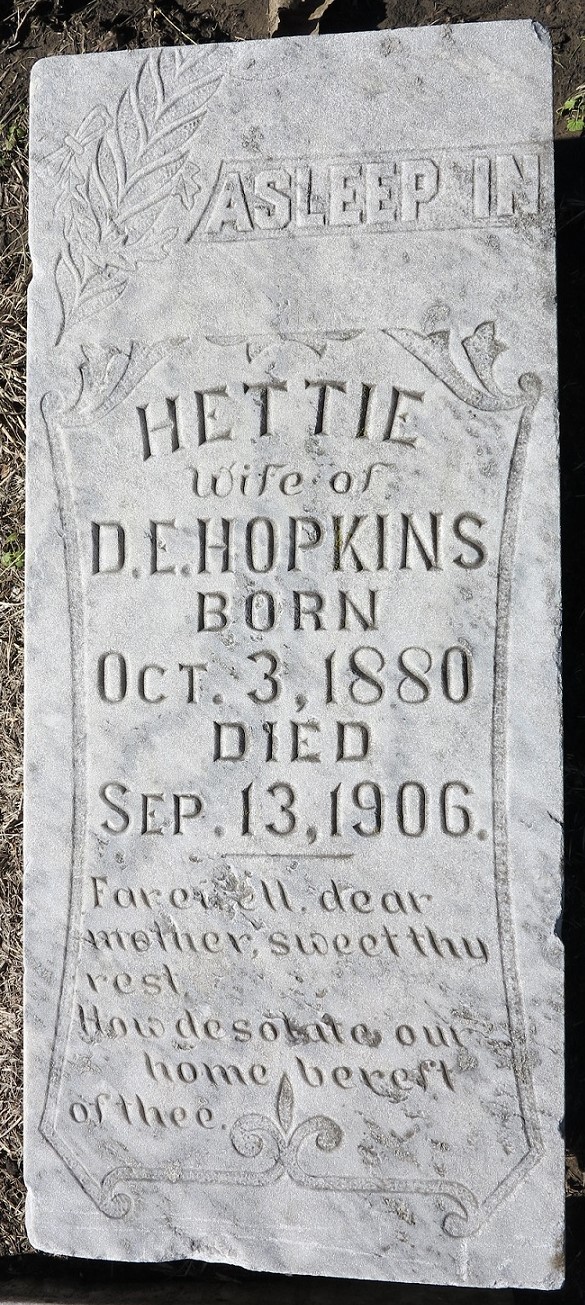 ASLEEP IN
HETTIE
Wife of
D.E. HOPKINS
BORN
OCT. 3, 1880
DIED
SEP. 13, 1906.
Farewell, dear
mother, sweet thy
rest,
How desolate our
home bereft
of thee.